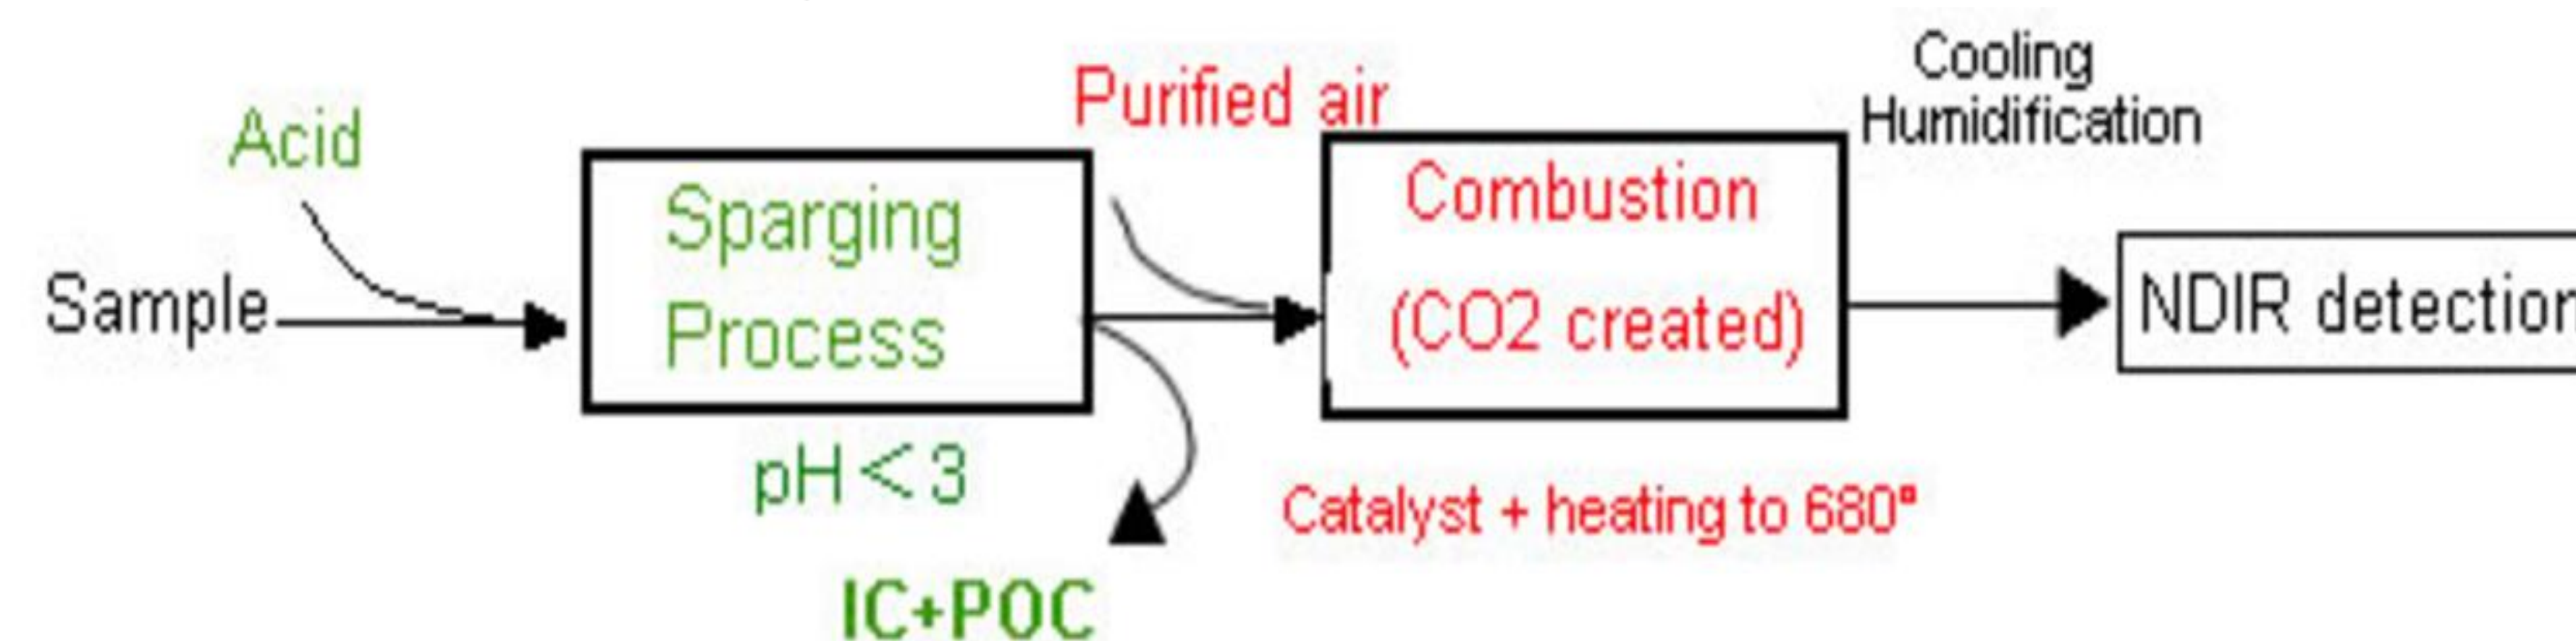 Acid
Sample
Sparging
Process
pH < 3
IC+POC
Purified air
Combustion
(CO2 created)
Catalyst + heating to 680°
Cooling
Humidification
NDIR detection